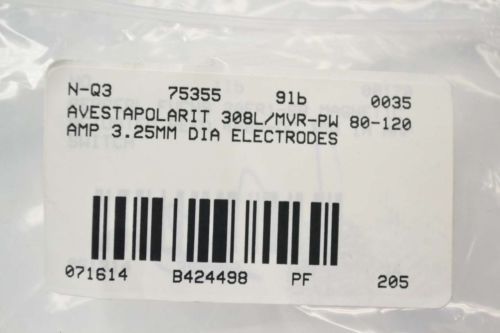 N-Q3 75355 9lb 0035
AVESTAPOLARIT 308L/MVR-PW 80-120
AMP 3.25MM DIA ELECTRODES
071614 B424498 PF 205